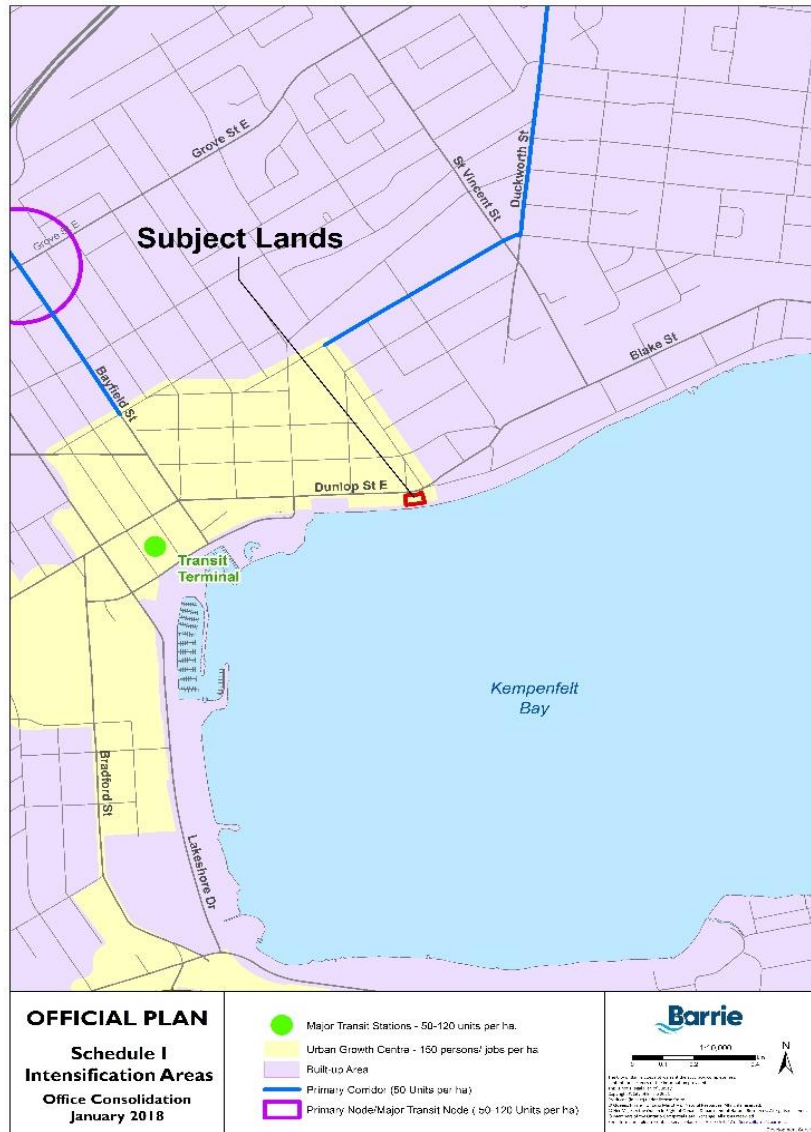 Grove St E
St Vincent St
Duckworth St
Grove St E
Subject Lands
Blake St
Bayfield St
Dunlop St E
Transit
Terminal
Kempenfelt
Bay
Bradford St
Lakeshore Dr
OFFICIAL PLAN
Schedule I
Intensification Areas
Office Consolidation
January 2018
Major Transit Stations - 50-120 units per ha.
Urban Growth Centre - 150 persons/ jobs per ha
Built-up Area
Primary Corridor (50 Units per ha)
Primary Node/Major Transit Node ( 50-120 Units per ha)
Barrie
N